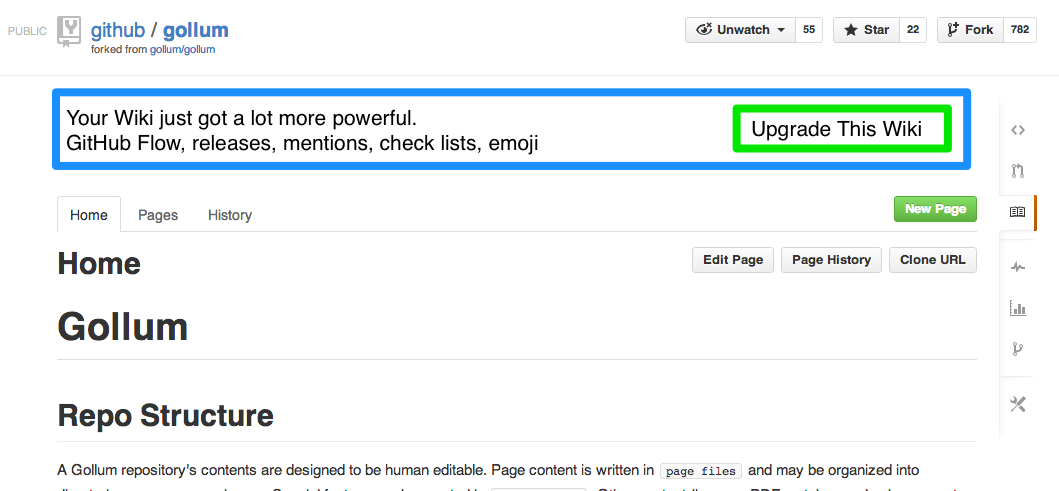 PUBLIC
github / gollum
forked from gollum/gollum
Unwatch 55
Star 22
Fork 782
Your Wiki just got a lot more powerful.
GitHub Flow, releases, mentions, check lists, emoji
Upgrade This Wiki
Home Pages History
New Page
Home
Edit Page Page History Clone URL
Gollum
Repo Structure
A Gollum repository's contents are designed to be human editable. Page content is written in page files and may be organized into